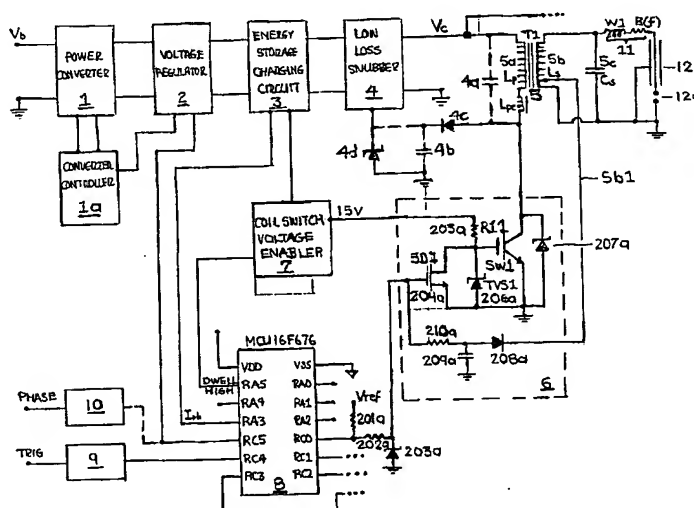 Vb
POWER CONVERTER
1
VOLTAGE REGULATOR
2
ENERGY STORAGE CHARGING CIRCUIT
3
LOW LOSS SNUBBER
4
Vc
T1
5a
Lp
5b
Ls
Lpe
4a
5c
Cs
W1
B(f)
11
12
12a
CONVERTER CONTROLLER
1a
4c
4d
4b
5b1
COIL SWITCH VOLTAGE ENABLER
7
15V
203a
R11
SW1
SD1
204a
TVS1
206a
207a
210a
209a
208a
6
MCU16F676
VDD
VSS
DWELL HIGH
RA5
RA0
RA4
RA1
Vref
RA3
RA2
PHASE
10
RC5
RC0
201a
202a
203a
TRIG
9
RC4
RC1
RC3
RC2
8